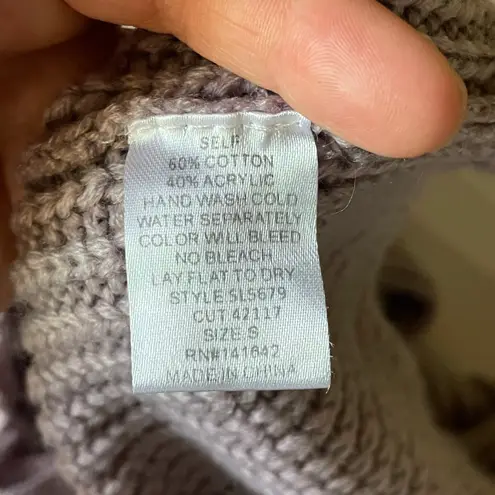 SELF
60% COTTON
40% ACRYLIC
HAND WASH COLD
WATER SEPARATELY
COLOR WILL BLEED
NO BLEACH
LAY FLAT TO DRY
STYLE SL5679
CUT 42117
SIZE S
RN#141642
MADE IN CHINA